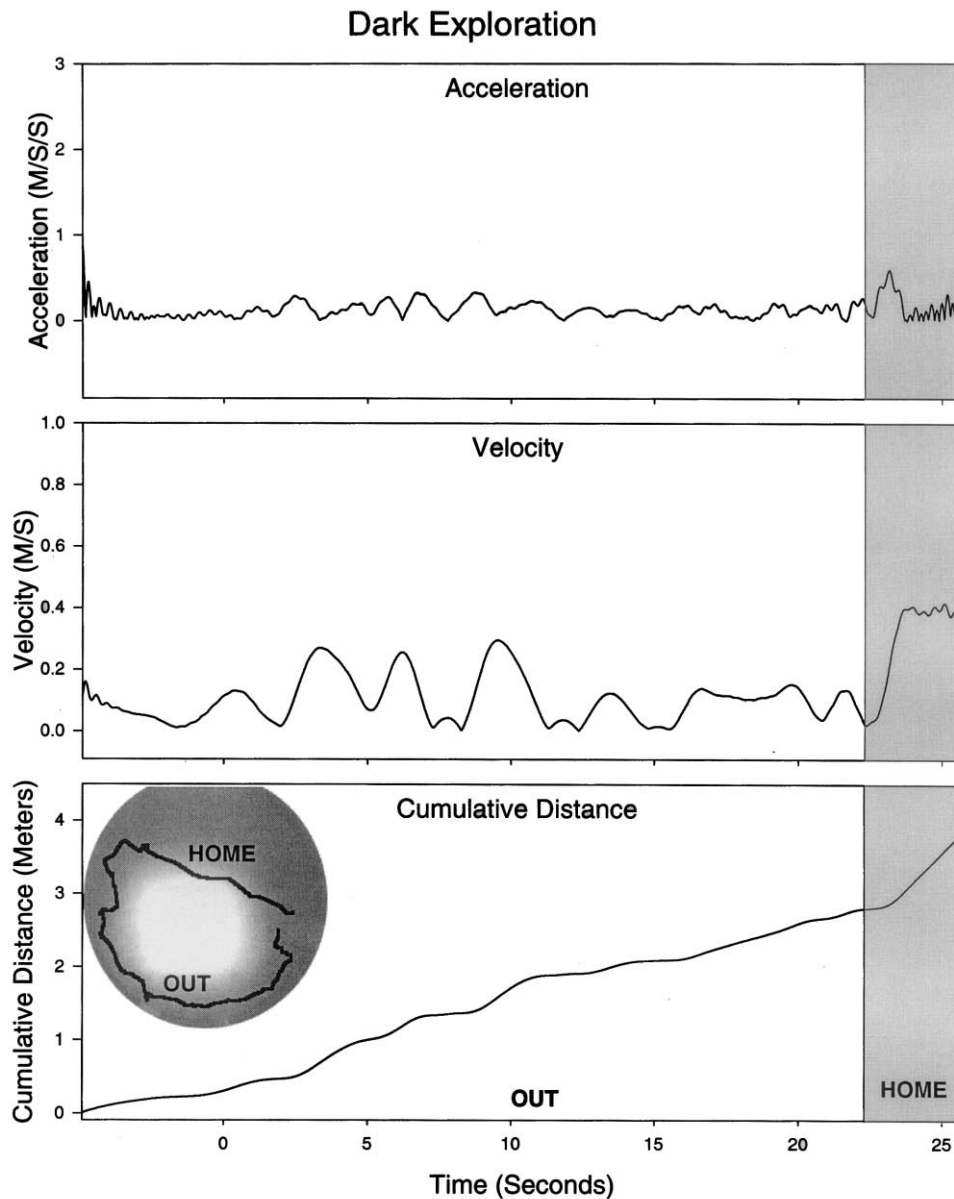 Dark Exploration
Acceleration
Acceleration (M/S/S)
3
2
1
0
Velocity
Velocity (M/S)
1.0
0.8
0.6
0.4
0.2
0.0
Cumulative Distance
Cumulative Distance (Meters)
4
3
2
1
0
HOME
OUT
OUT
HOME
0 5 10 15 20 25
Time (Seconds)